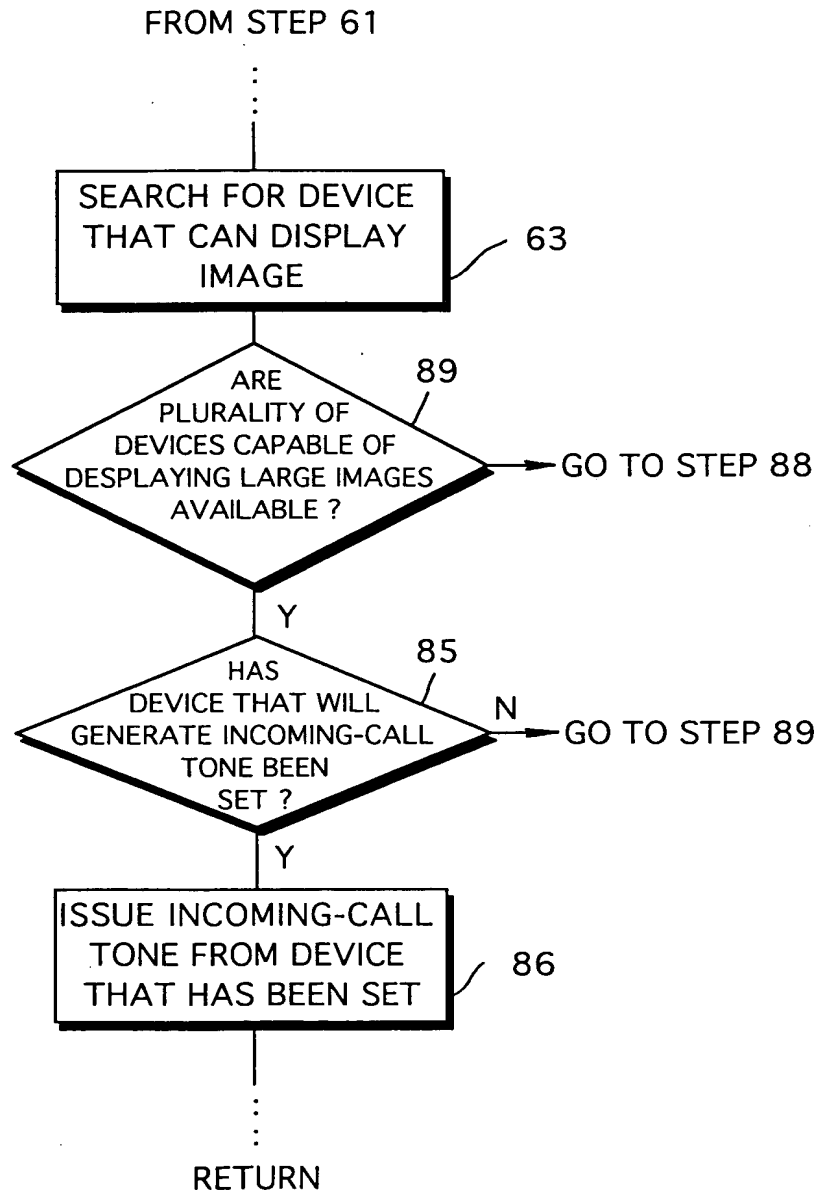 FROM STEP 61
SEARCH FOR DEVICE
THAT CAN DISPLAY
IMAGE
63
ARE
PLURALITY OF
DEVICES CAPABLE OF
DESPLAYING LARGE IMAGES
AVAILABLE ?
89
GO TO STEP 88
Y
HAS
DEVICE THAT WILL
GENERATE INCOMING-CALL
TONE BEEN
SET ?
85
N
GO TO STEP 89
Y
ISSUE INCOMING-CALL
TONE FROM DEVICE
THAT HAS BEEN SET
86
RETURN